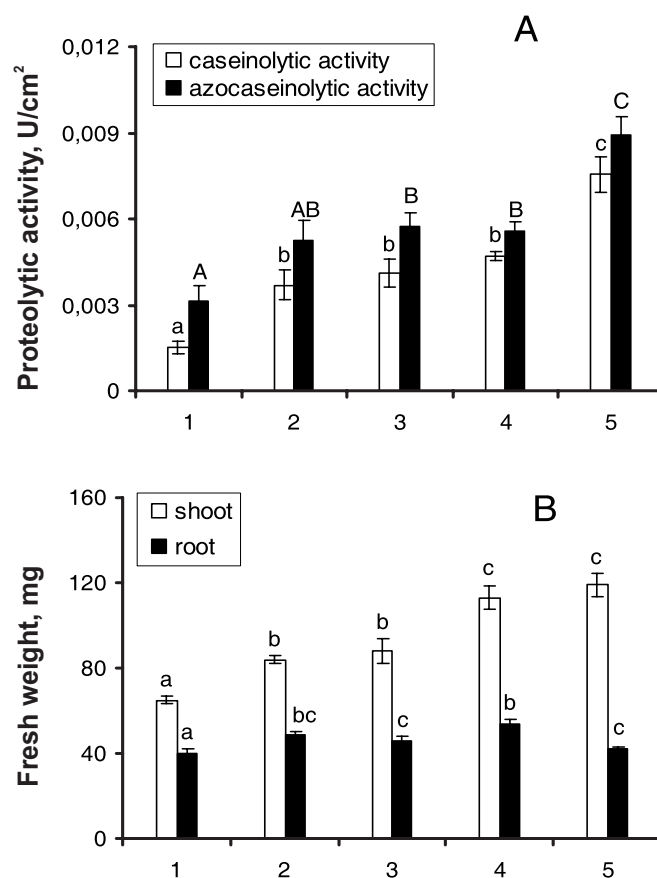 A
0,012
caseinolytic activity
azocaseinolytic activity
0,009
0,006
0,003
0
Proteolytic activity, U/cm²
a
A
b
AB
b
B
b
B
c
C
1 2 3 4 5
B
160
shoot
root
120
80
40
0
Fresh weight, mg
a
a
b
bc
b
c
c
b
c
c
1 2 3 4 5